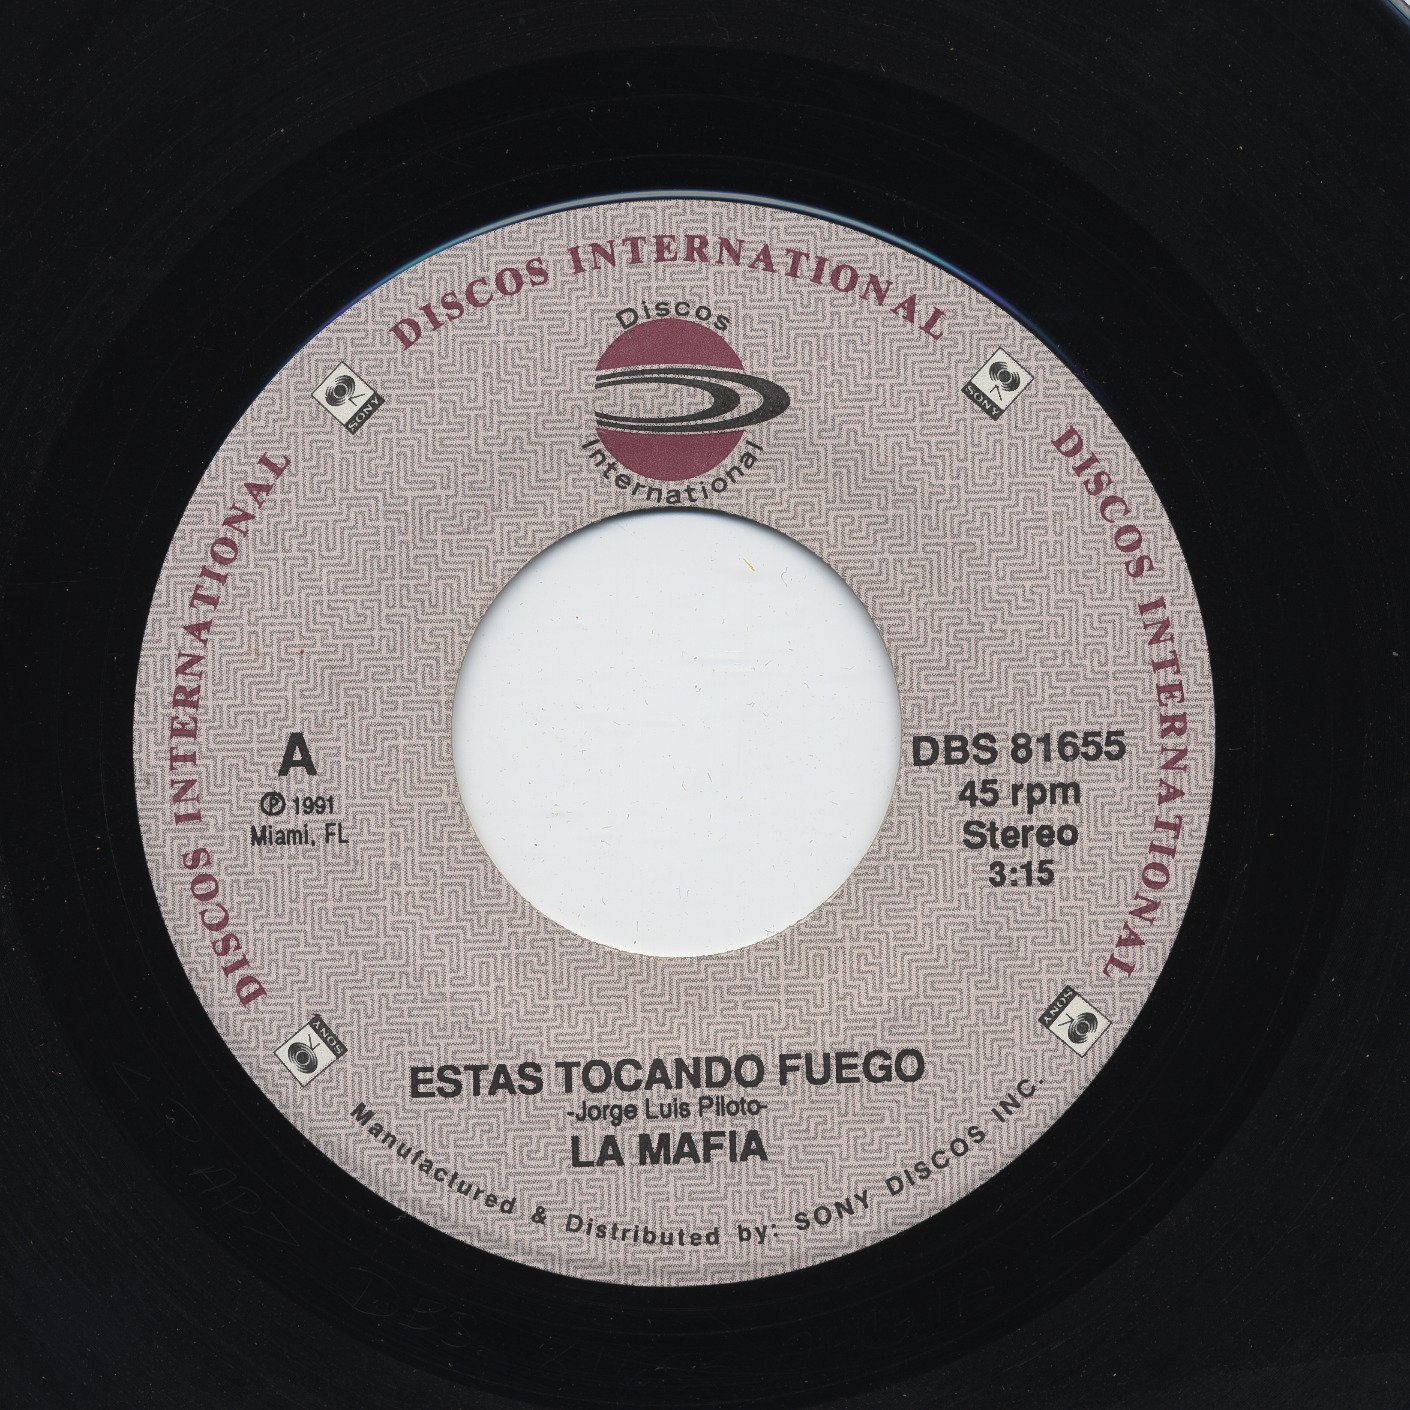 DISCOS INTERNATIONAL
Discos
International
SONY
SONY
DISCOS INTERNATIONAL
DISCOS INTERNATIONAL
A
℗ 1991
Miami, FL
DBS 81655
45 rpm
Stereo
3:15
SONY
SONY
ESTAS TOCANDO FUEGO
-Jorge Luis Piloto-
LA MAFIA
Manufactured & Distributed by: SONY DISCOS INC.